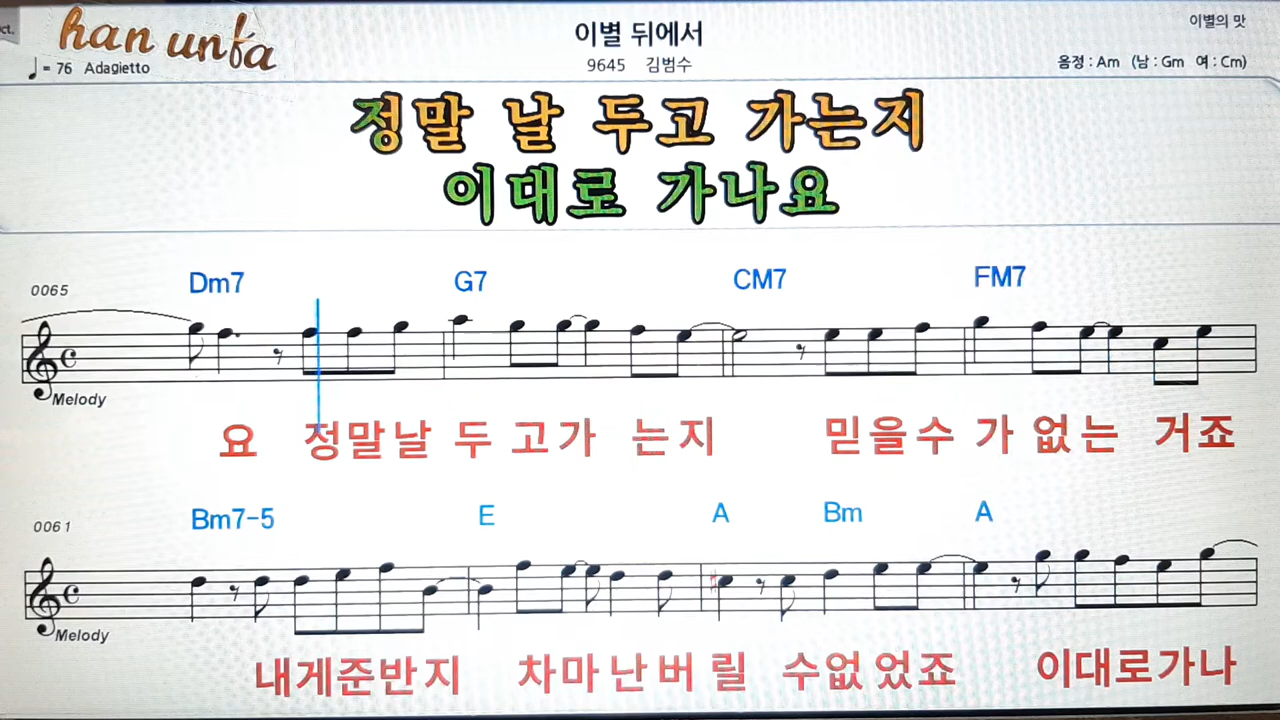 ct.
han unfa
이별 뒤에서
이별의 맛
= 76 Adagietto
9645 김범수
음정 : Am (남 : Gm 여 : Cm)
정말 날 두고 가는지
이대로 가나요
0065
Dm7 G7 CM7 FM7
Melody
요 정말날 두 고가 는지 믿을수 가 없는 거죠
0061
Bm7-5 E A Bm A
Melody
내게준반지 차마난버 릴 수없었죠 이대로가나